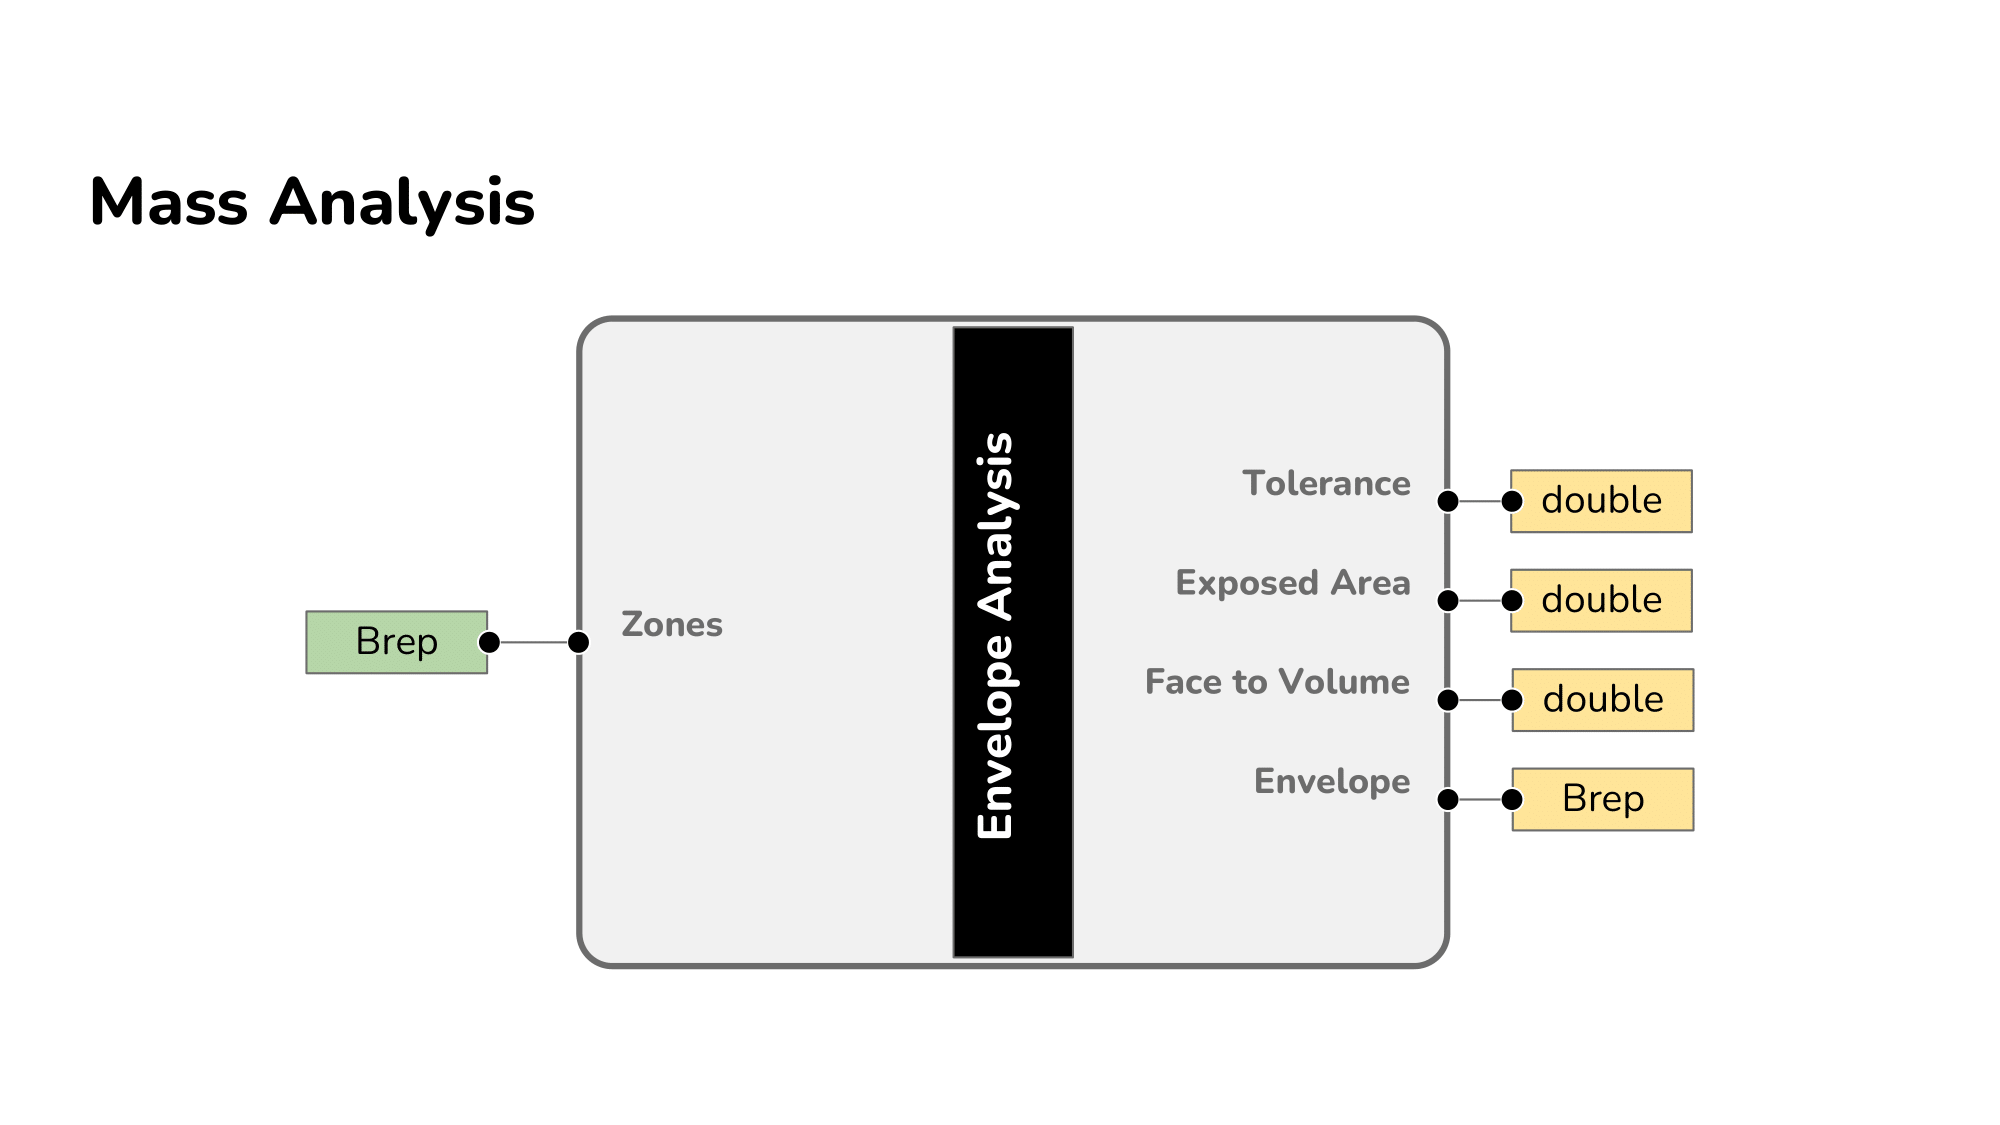 Mass Analysis
Brep
Zones
Envelope Analysis
Tolerance
double
Exposed Area
double
Face to Volume
double
Envelope
Brep